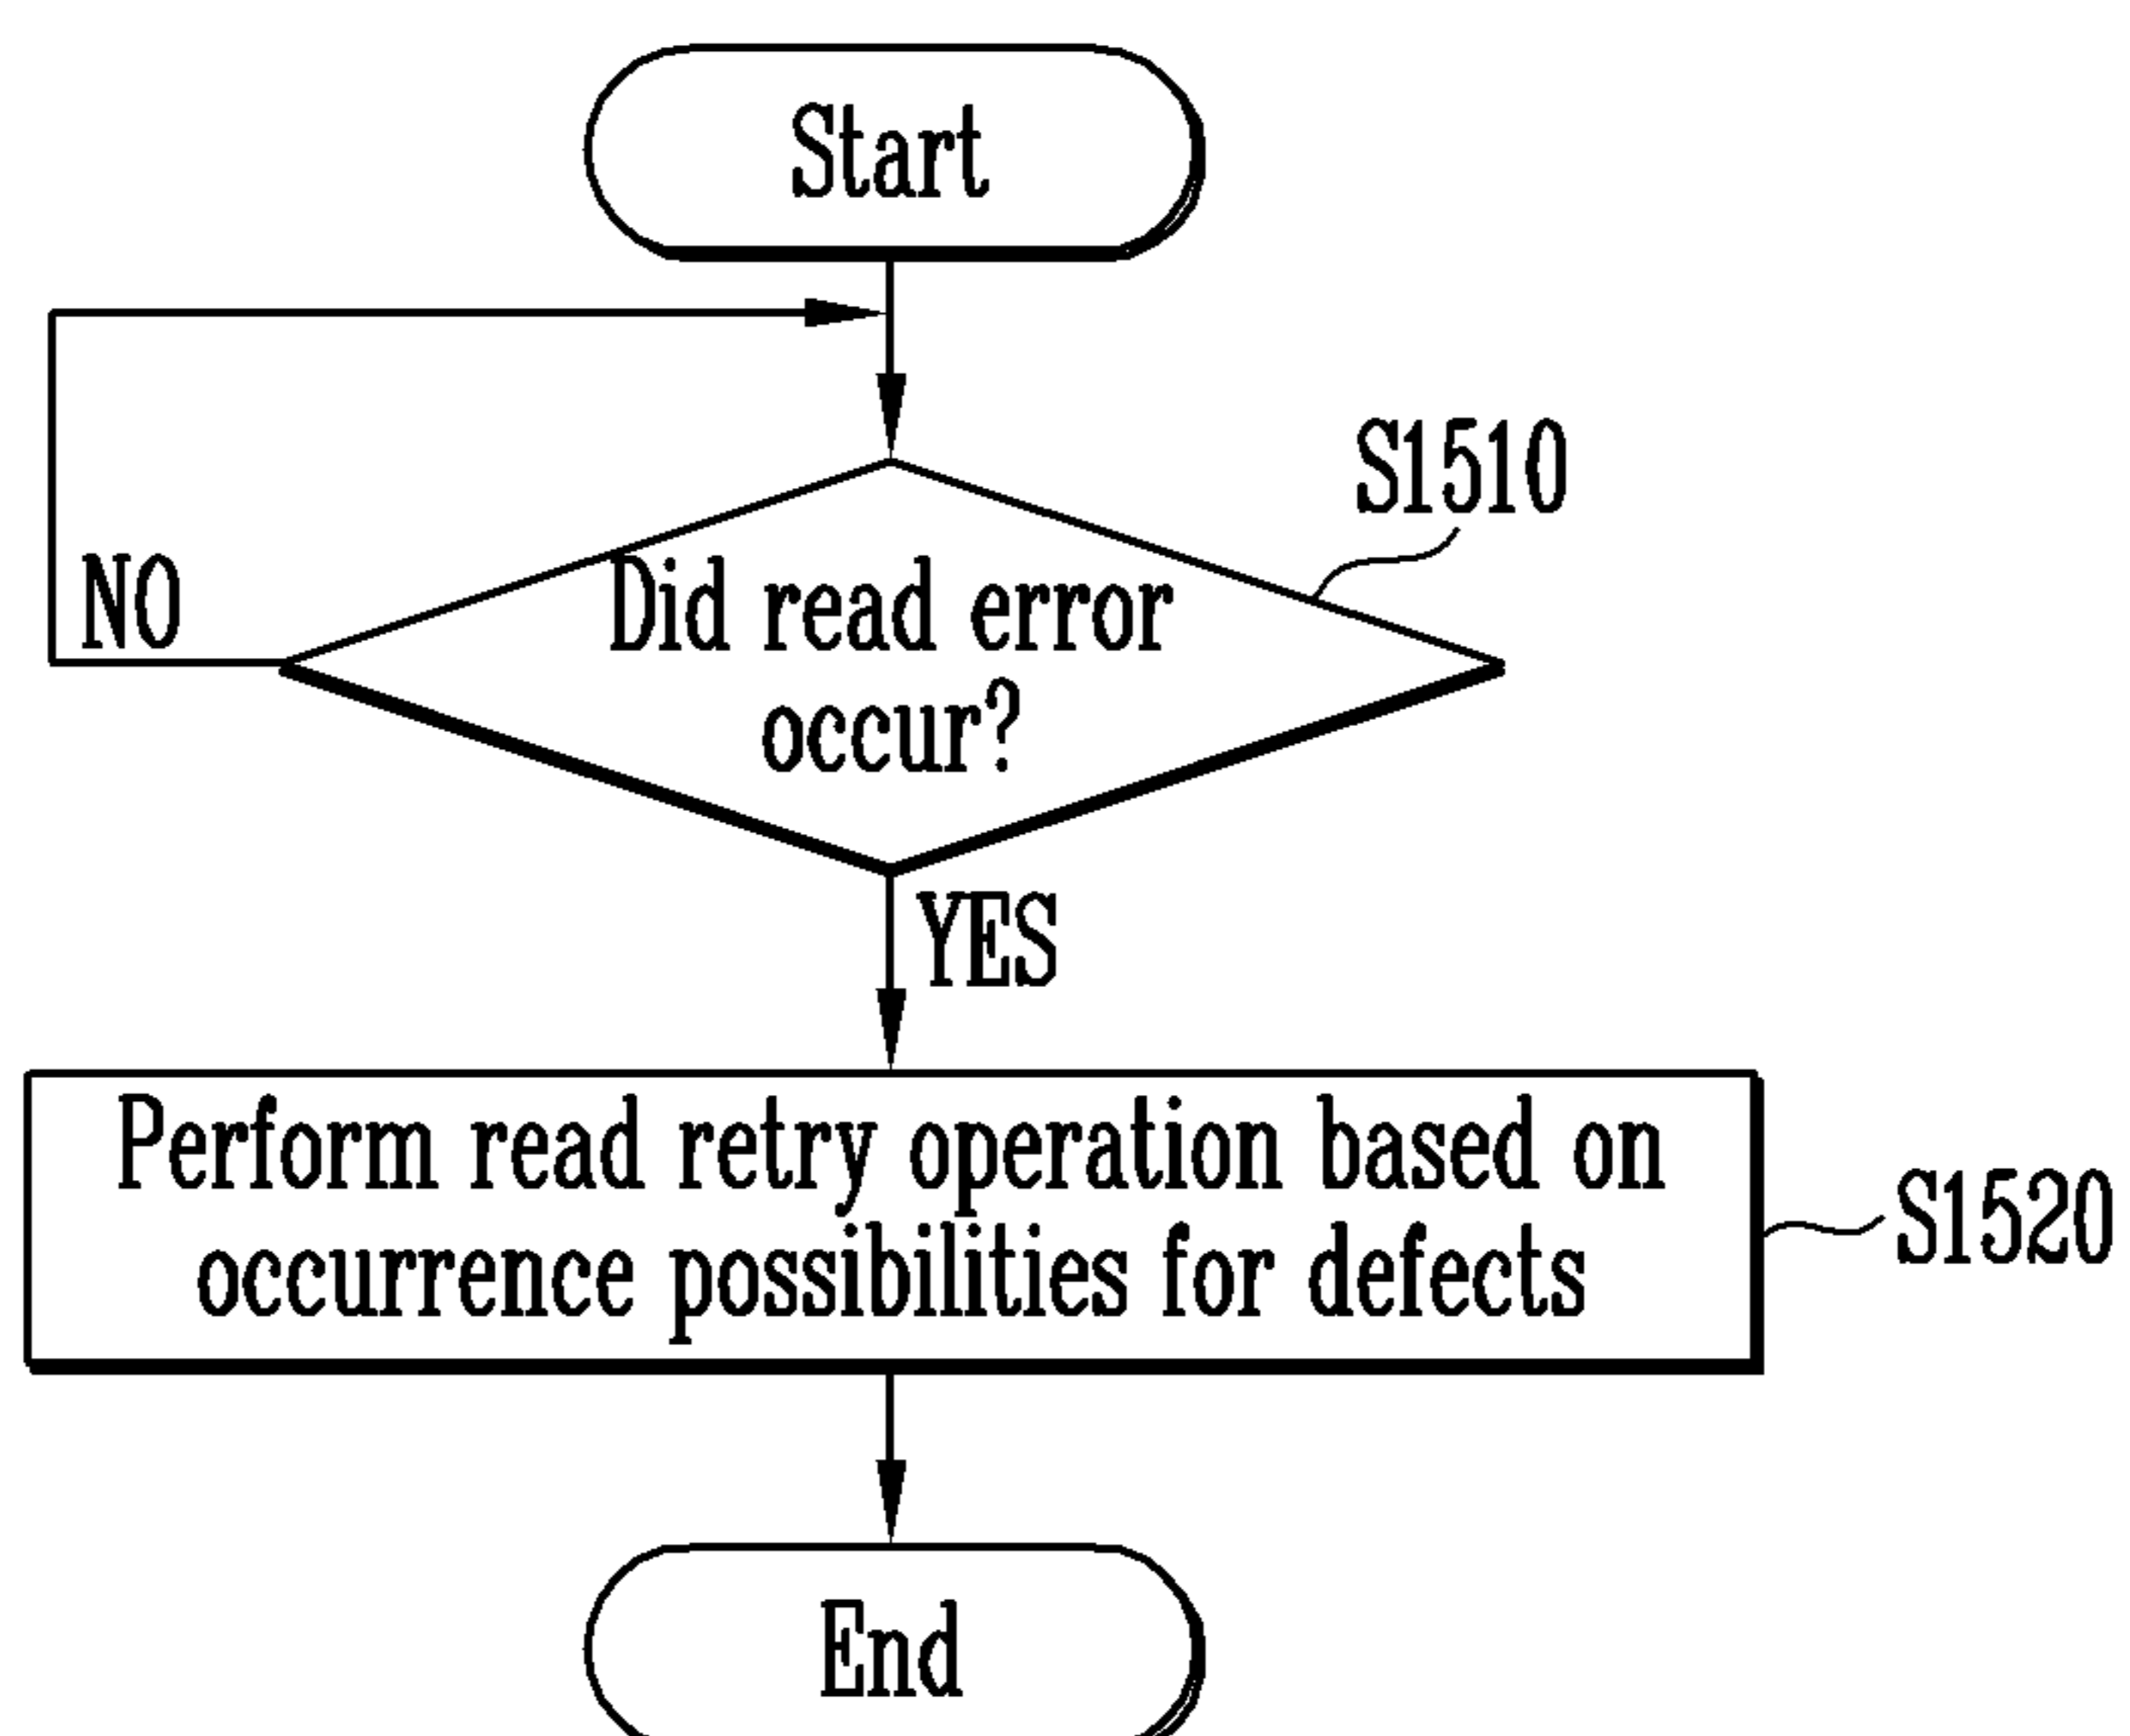 Start
S1510
NO
Did read error
occur?
YES
Perform read retry operation based on
occurrence possibilities for defects
S1520
End